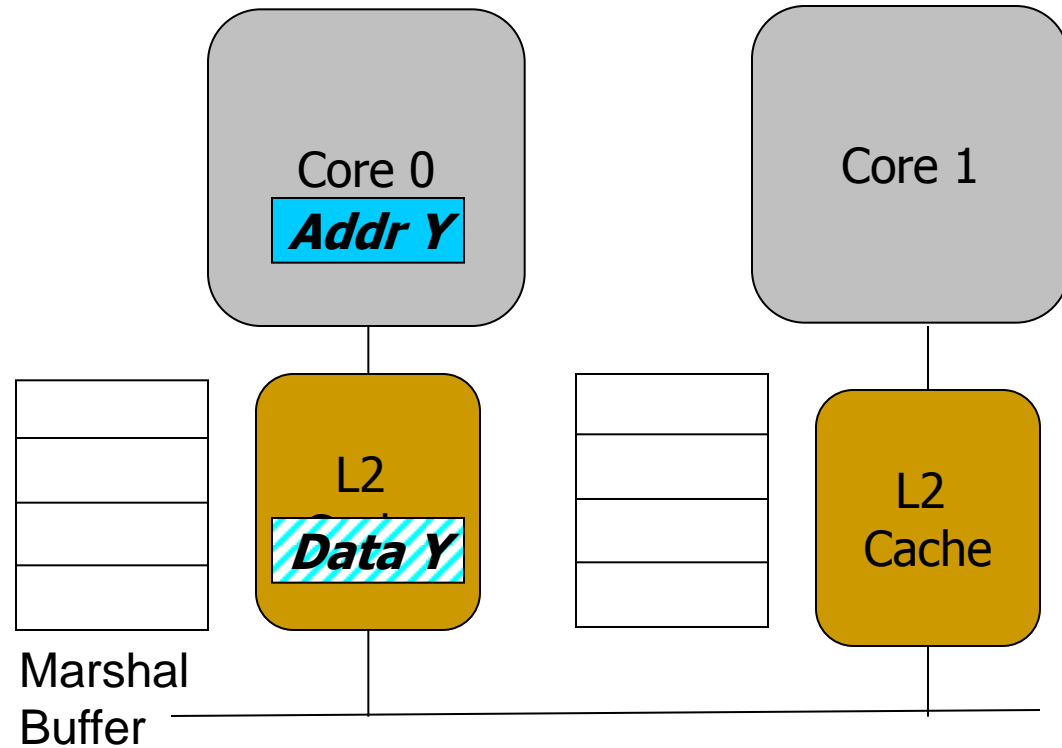 Core 0
Addr Y
Core 1
L2
Data Y
L2
Cache
Marshal
Buffer